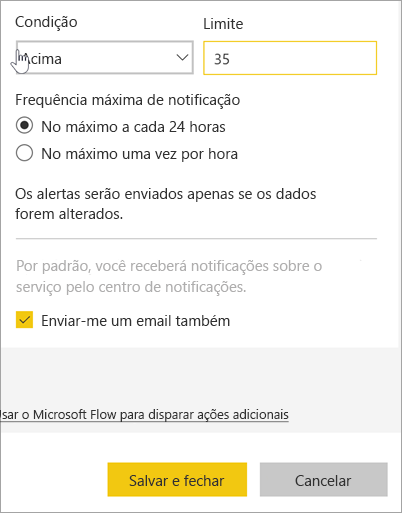 Condição Limite
Acima 35
Frequência máxima de notificação
No máximo a cada 24 horas
No máximo uma vez por hora
Os alertas serão enviados apenas se os dados
forem alterados.
Por padrão, você receberá notificações sobre o
serviço pelo centro de notificações.
Enviar-me um email também
Usar o Microsoft Flow para disparar ações adicionais
Salvar e fechar Cancelar